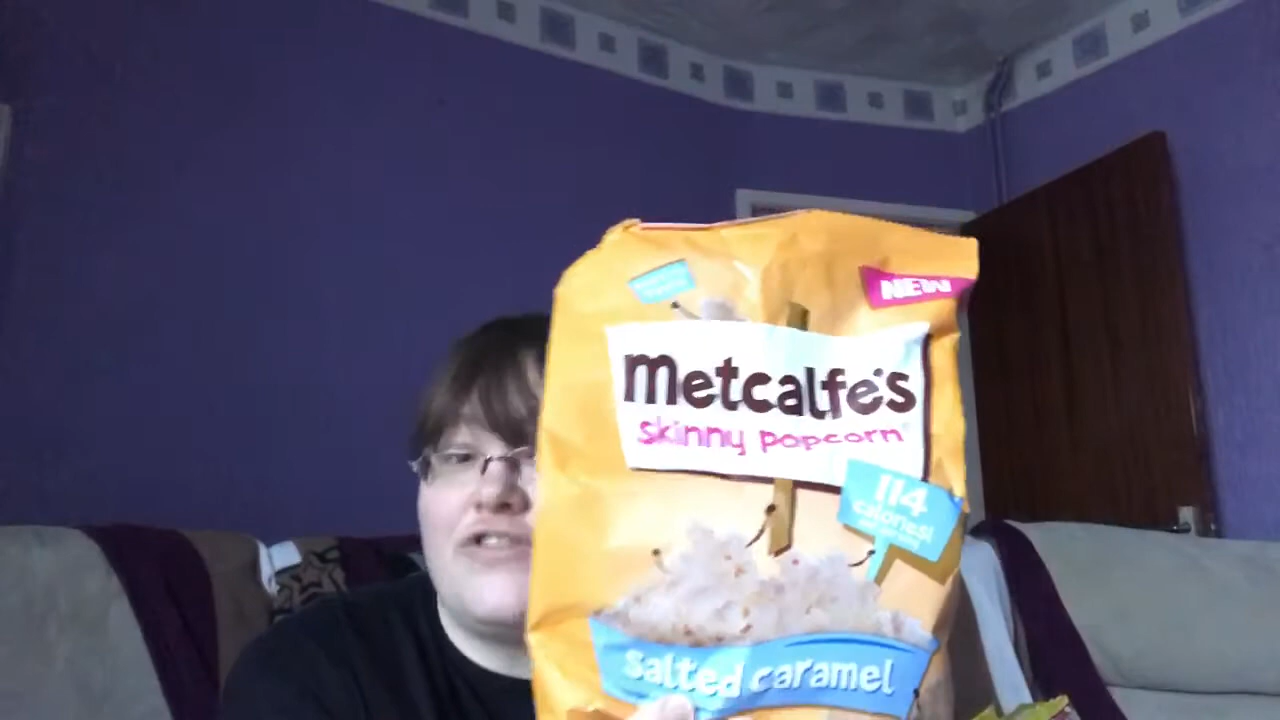 NEW
metcalfe's
skinny popcorn
114
calories!
salted caramel